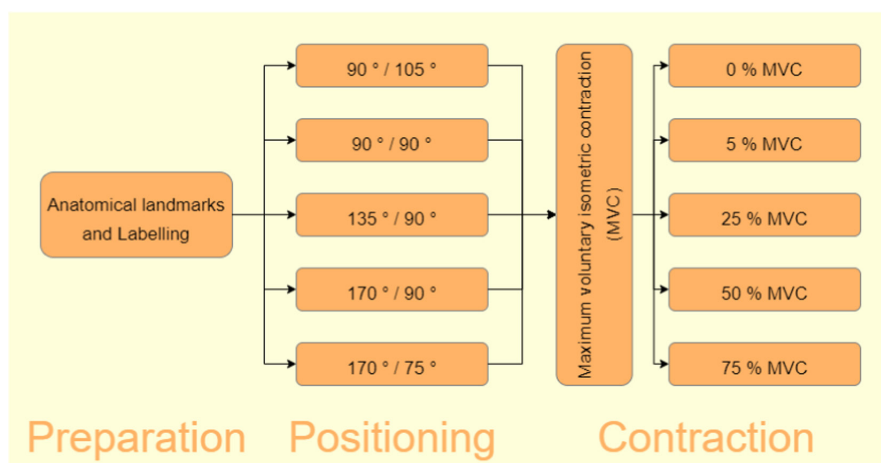 Anatomical landmarks
and Labelling
90 ° / 105 °
90 ° / 90 °
135 ° / 90 °
170 ° / 90 °
170 ° / 75 °
Maximum voluntary isometric contraction
(MVC)
0 % MVC
5 % MVC
25 % MVC
50 % MVC
75 % MVC
Preparation
Positioning
Contraction